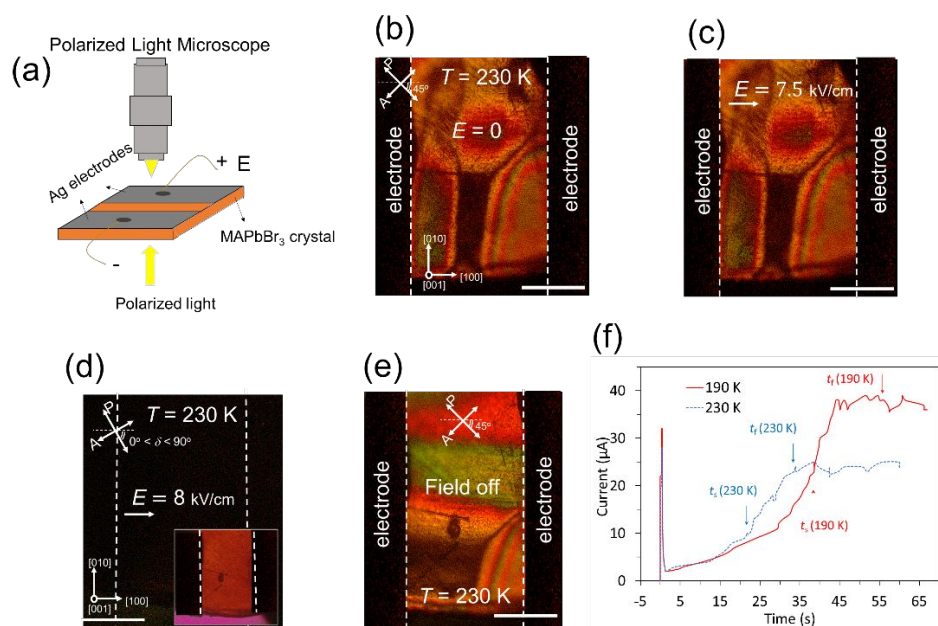 (a)
Polarized Light Microscope
+ E
Ag electrodes
MAPbBr3 crystal
-
Polarized light
(b)
P
A
45°
T = 230 K
E = 0
electrode
electrode
[010]
[100]
[001]
(c)
E = 7.5 kV/cm
electrode
electrode
(d)
P
A
T = 230 K
0° < δ < 90°
E = 8 kV/cm
[010]
[100]
[001]
(e)
P
A
45°
Field off
electrode
electrode
T = 230 K
(f)
Current (μA)
40
30
20
10
0
190 K
230 K
tf (190 K)
tf (230 K)
ts (230 K)
ts (190 K)
-5 5 15 25 35 45 55 65
Time (s)